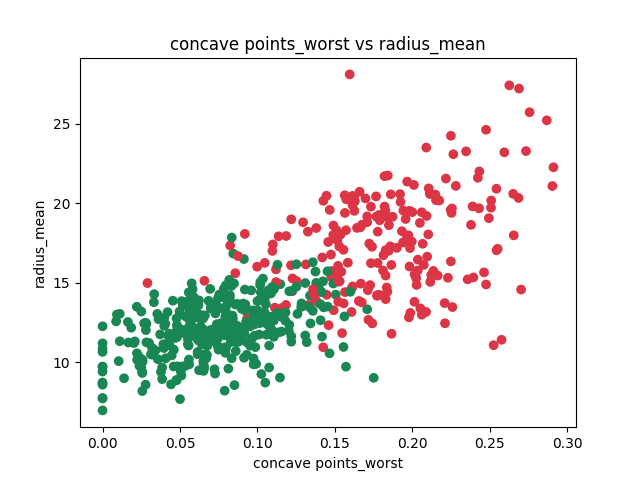 concave points_worst vs radius_mean
radius_mean
25
20
15
10
0.00 0.05 0.10 0.15 0.20 0.25 0.30
concave points_worst